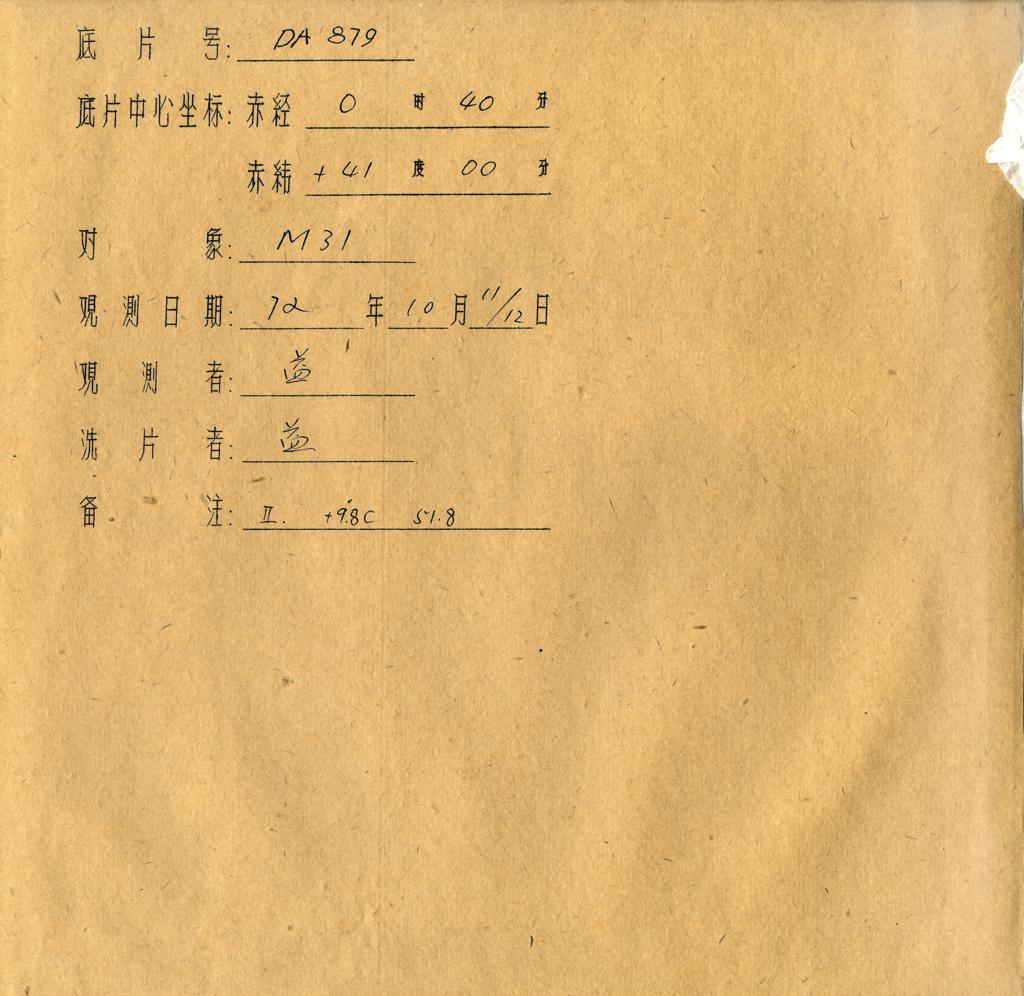 底片号: DA 879
底片中心坐标: 赤经 0 时 40 分
赤纬 +41 度 00 分
对象: M31
观测日期: 72 年 10 月 11/12 日
观测者: 益
洗片者: 益
备注: II. +9.8C 51.8